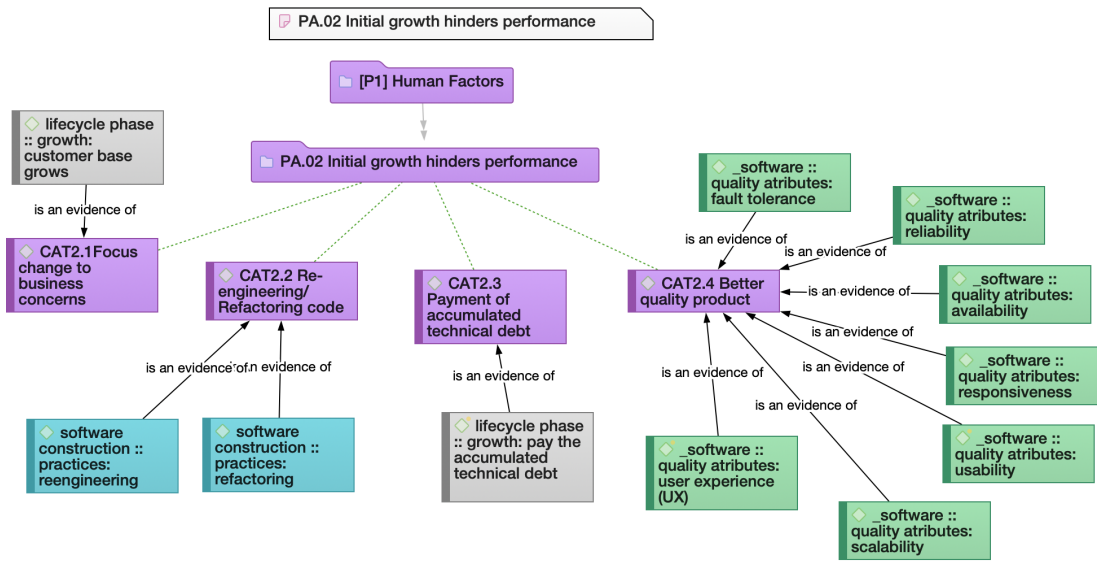 PA.02 Initial growth hinders performance
[P1] Human Factors
PA.02 Initial growth hinders performance
lifecycle phase
:: growth:
customer base
grows
is an evidence of
CAT2.1Focus
change to
business
concerns
CAT2.2 Re-
engineering/
Refactoring code
CAT2.3
Payment of
accumulated
technical debt
CAT2.4 Better
quality product
_software ::
quality atributes:
fault tolerance
is an evidence of
_software ::
quality atributes:
reliability
is an evidence of
_software ::
quality atributes:
availability
is an evidence of
_software ::
quality atributes:
responsiveness
is an evidence of
_software ::
quality atributes:
usability
is an evidence of
_software ::
quality atributes:
scalability
is an evidence of
_software ::
quality atributes:
user experience
(UX)
is an evidence of
is an evidence of
lifecycle phase
:: growth: pay the
accumulated
technical debt
is an evidence of
software
construction ::
practices:
reengineering
n evidence of
software
construction ::
practices:
refactoring